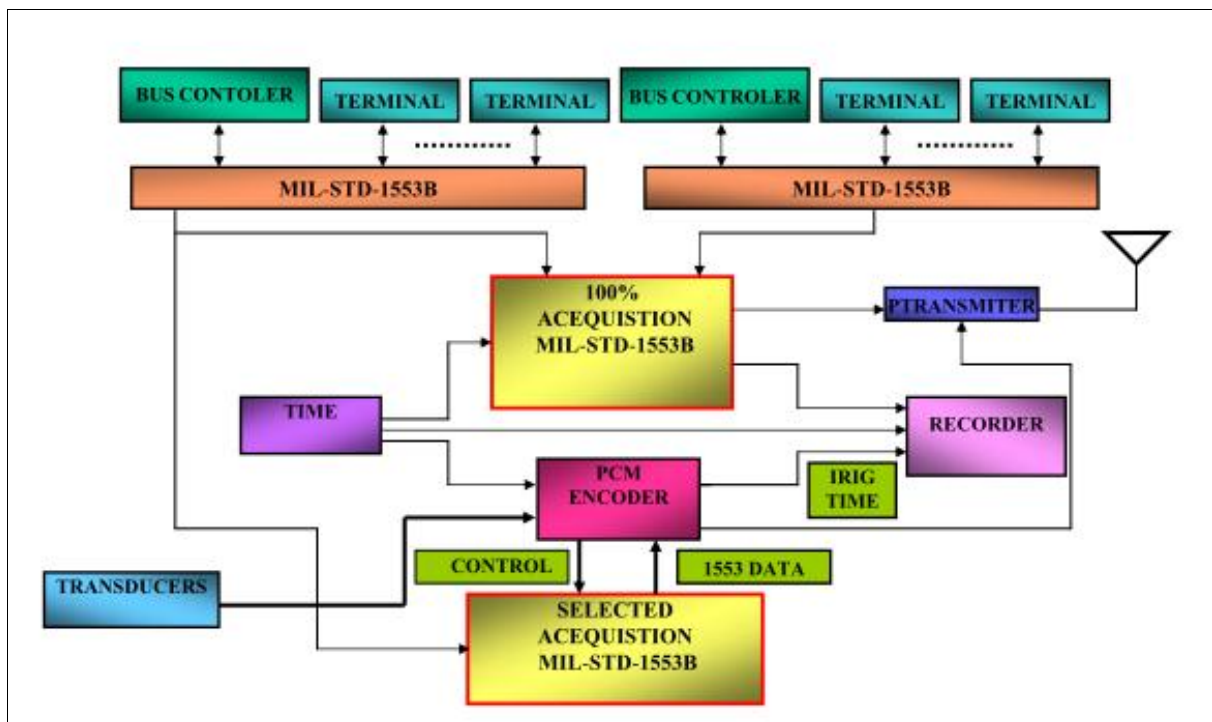 BUS CONTOLER
TERMINAL
TERMINAL
BUS CONTROLER
TERMINAL
TERMINAL
MIL-STD-1553B
MIL-STD-1553B
100%
ACEQUISTION
MIL-STD-1553B
PTRANSMITER
TIME
RECORDER
PCM
ENCODER
IRIG
TIME
CONTROL
1553 DATA
TRANSDUCERS
SELECTED
ACEQUISTION
MIL-STD-1553B